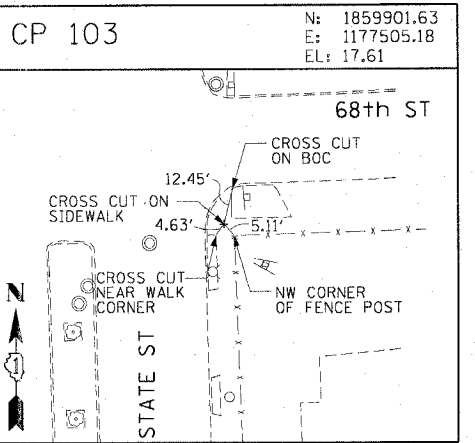 CP 103
N: 1859901.63
E: 1177505.18
EL: 17.61
68th ST
CROSS CUT
ON BOC
12.45'
CROSS CUT ON
SIDEWALK
4.63'
5.11'
CROSS CUT
NEAR WALK
CORNER
NW CORNER
OF FENCE POST
N
1
STATE ST